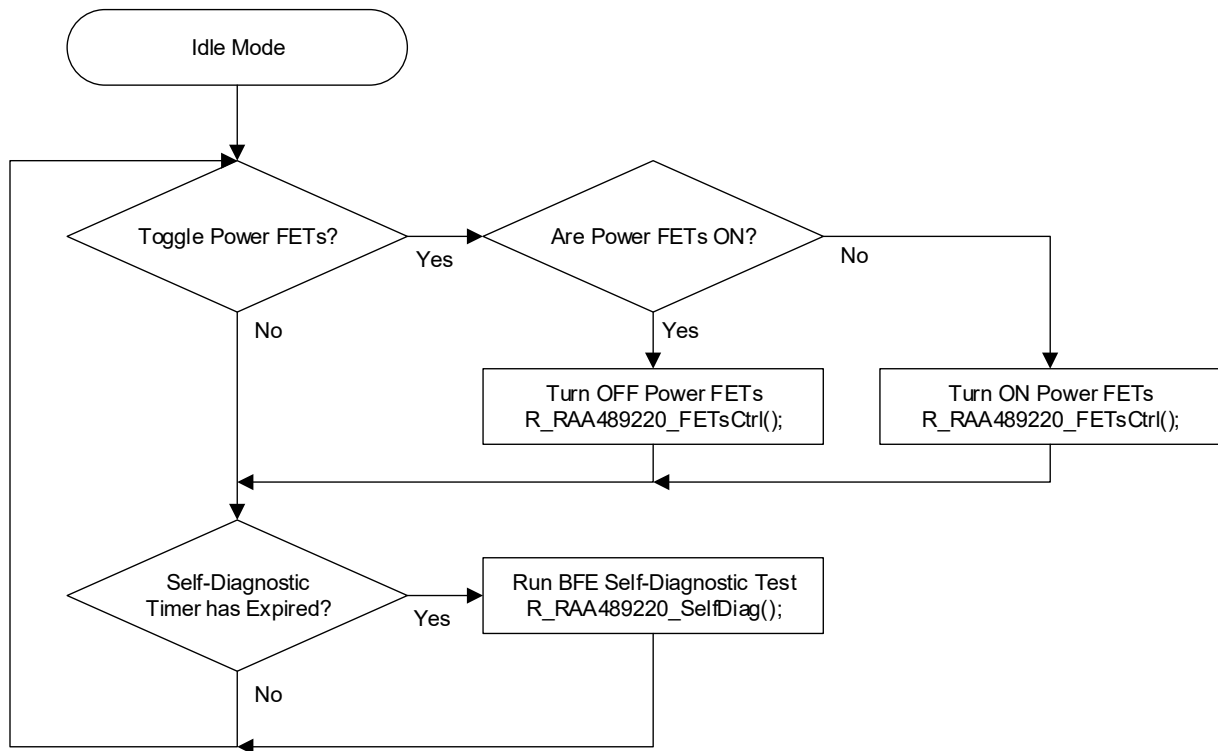 Idle Mode
Toggle Power FETs?
Yes
No
Are Power FETs ON?
No
Yes
Turn OFF Power FETs
R_RAA489220_FETsCtrl();
Turn ON Power FETs
R_RAA489220_FETsCtrl();
Self-Diagnostic
Timer has Expired?
Yes
No
Run BFE Self-Diagnostic Test
R_RAA489220_SelfDiag();